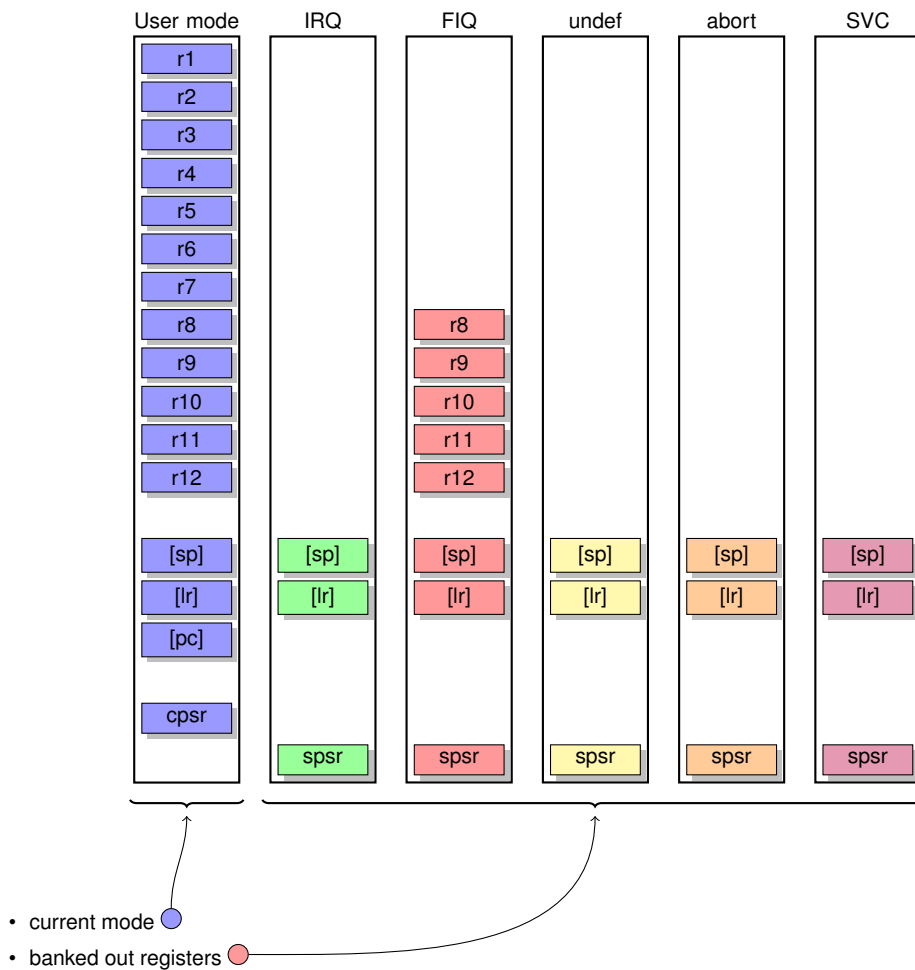 User mode IRQ FIQ undef abort SVC
r1
r2
r3
r4
r5
r6
r7
r8 r8
r9 r9
r10 r10
r11 r11
r12 r12
[sp] [sp] [sp] [sp] [sp] [sp]
[lr] [lr] [lr] [lr] [lr] [lr]
[pc]
cpsr
spsr spsr spsr spsr spsr
• current mode
• banked out registers